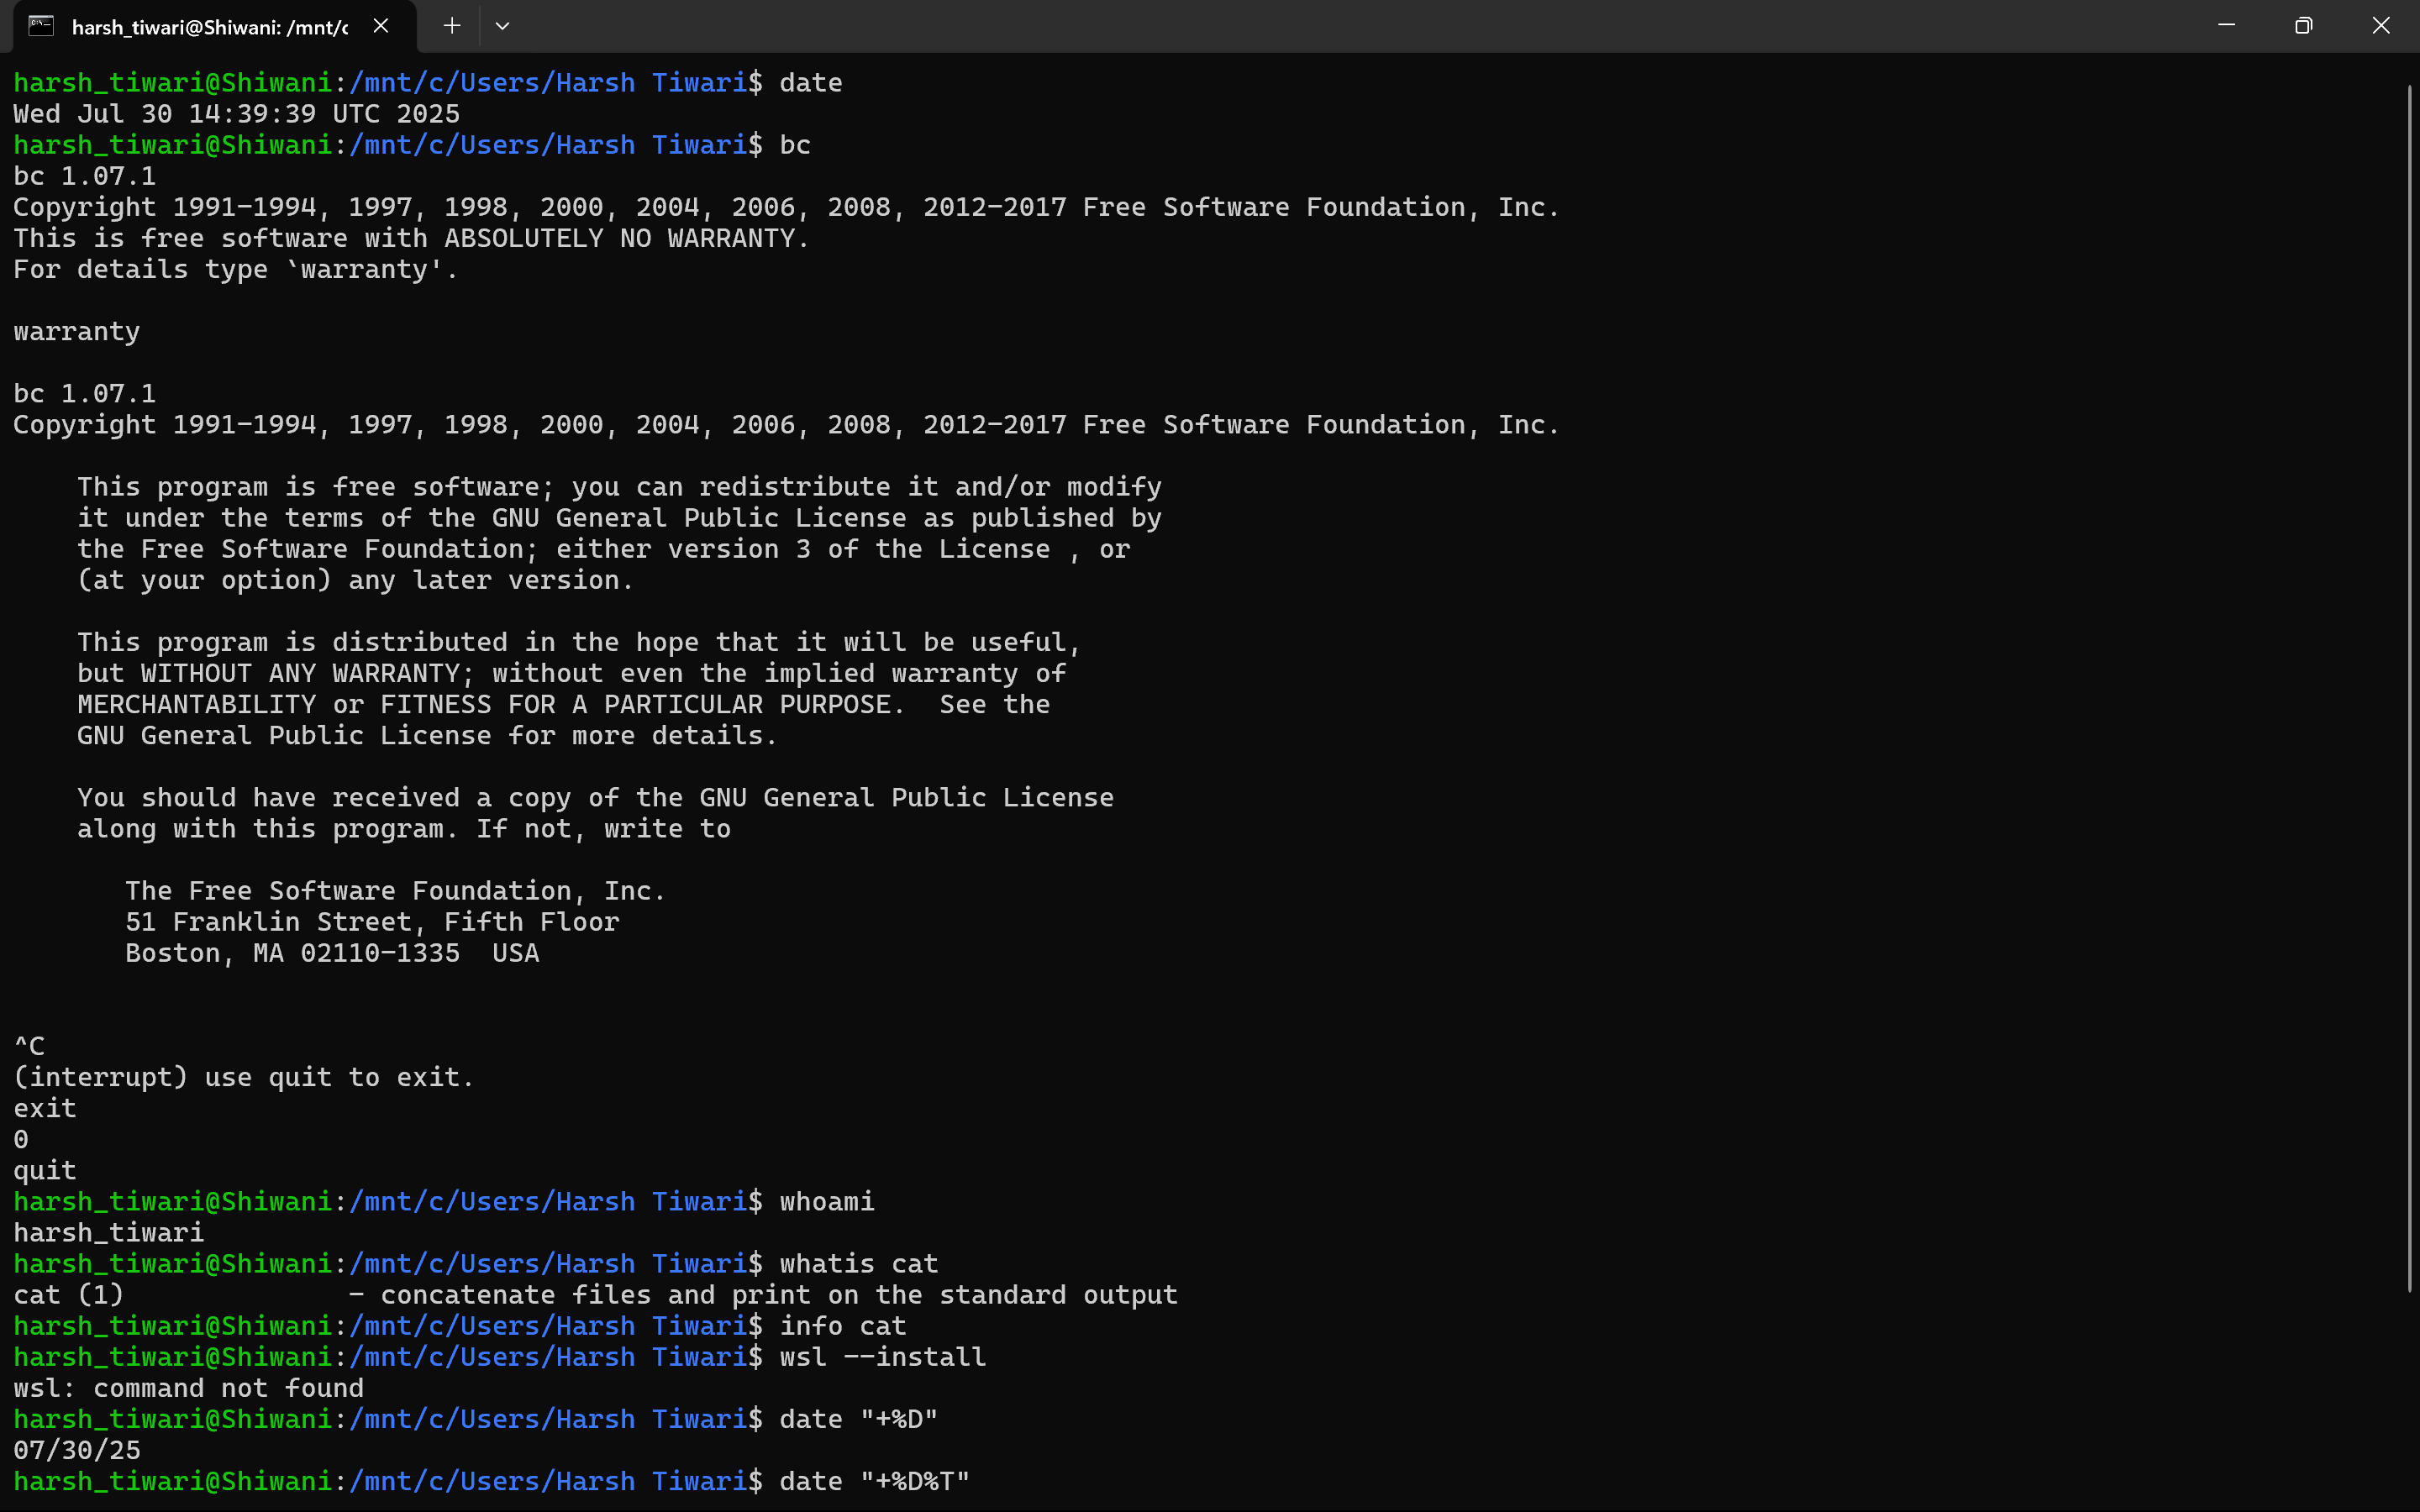 harsh_tiwari@Shiwani: /mnt/c
harsh_tiwari@Shiwani:/mnt/c/Users/Harsh Tiwari$ date
Wed Jul 30 14:39:39 UTC 2025
harsh_tiwari@Shiwani:/mnt/c/Users/Harsh Tiwari$ bc
bc 1.07.1
Copyright 1991-1994, 1997, 1998, 2000, 2004, 2006, 2008, 2012-2017 Free Software Foundation, Inc.
This is free software with ABSOLUTELY NO WARRANTY.
For details type `warranty'.
warranty
bc 1.07.1
Copyright 1991-1994, 1997, 1998, 2000, 2004, 2006, 2008, 2012-2017 Free Software Foundation, Inc.
This program is free software; you can redistribute it and/or modify
it under the terms of the GNU General Public License as published by
the Free Software Foundation; either version 3 of the License , or
(at your option) any later version.
This program is distributed in the hope that it will be useful,
but WITHOUT ANY WARRANTY; without even the implied warranty of
MERCHANTABILITY or FITNESS FOR A PARTICULAR PURPOSE.  See the
GNU General Public License for more details.
You should have received a copy of the GNU General Public License
along with this program. If not, write to
The Free Software Foundation, Inc.
51 Franklin Street, Fifth Floor
Boston, MA 02110-1335  USA
^C
(interrupt) use quit to exit.
exit
0
quit
harsh_tiwari@Shiwani:/mnt/c/Users/Harsh Tiwari$ whoami
harsh_tiwari
harsh_tiwari@Shiwani:/mnt/c/Users/Harsh Tiwari$ whatis cat
cat (1)              - concatenate files and print on the standard output
harsh_tiwari@Shiwani:/mnt/c/Users/Harsh Tiwari$ info cat
harsh_tiwari@Shiwani:/mnt/c/Users/Harsh Tiwari$ wsl --install
wsl: command not found
harsh_tiwari@Shiwani:/mnt/c/Users/Harsh Tiwari$ date "+%D"
07/30/25
harsh_tiwari@Shiwani:/mnt/c/Users/Harsh Tiwari$ date "+%D%T"